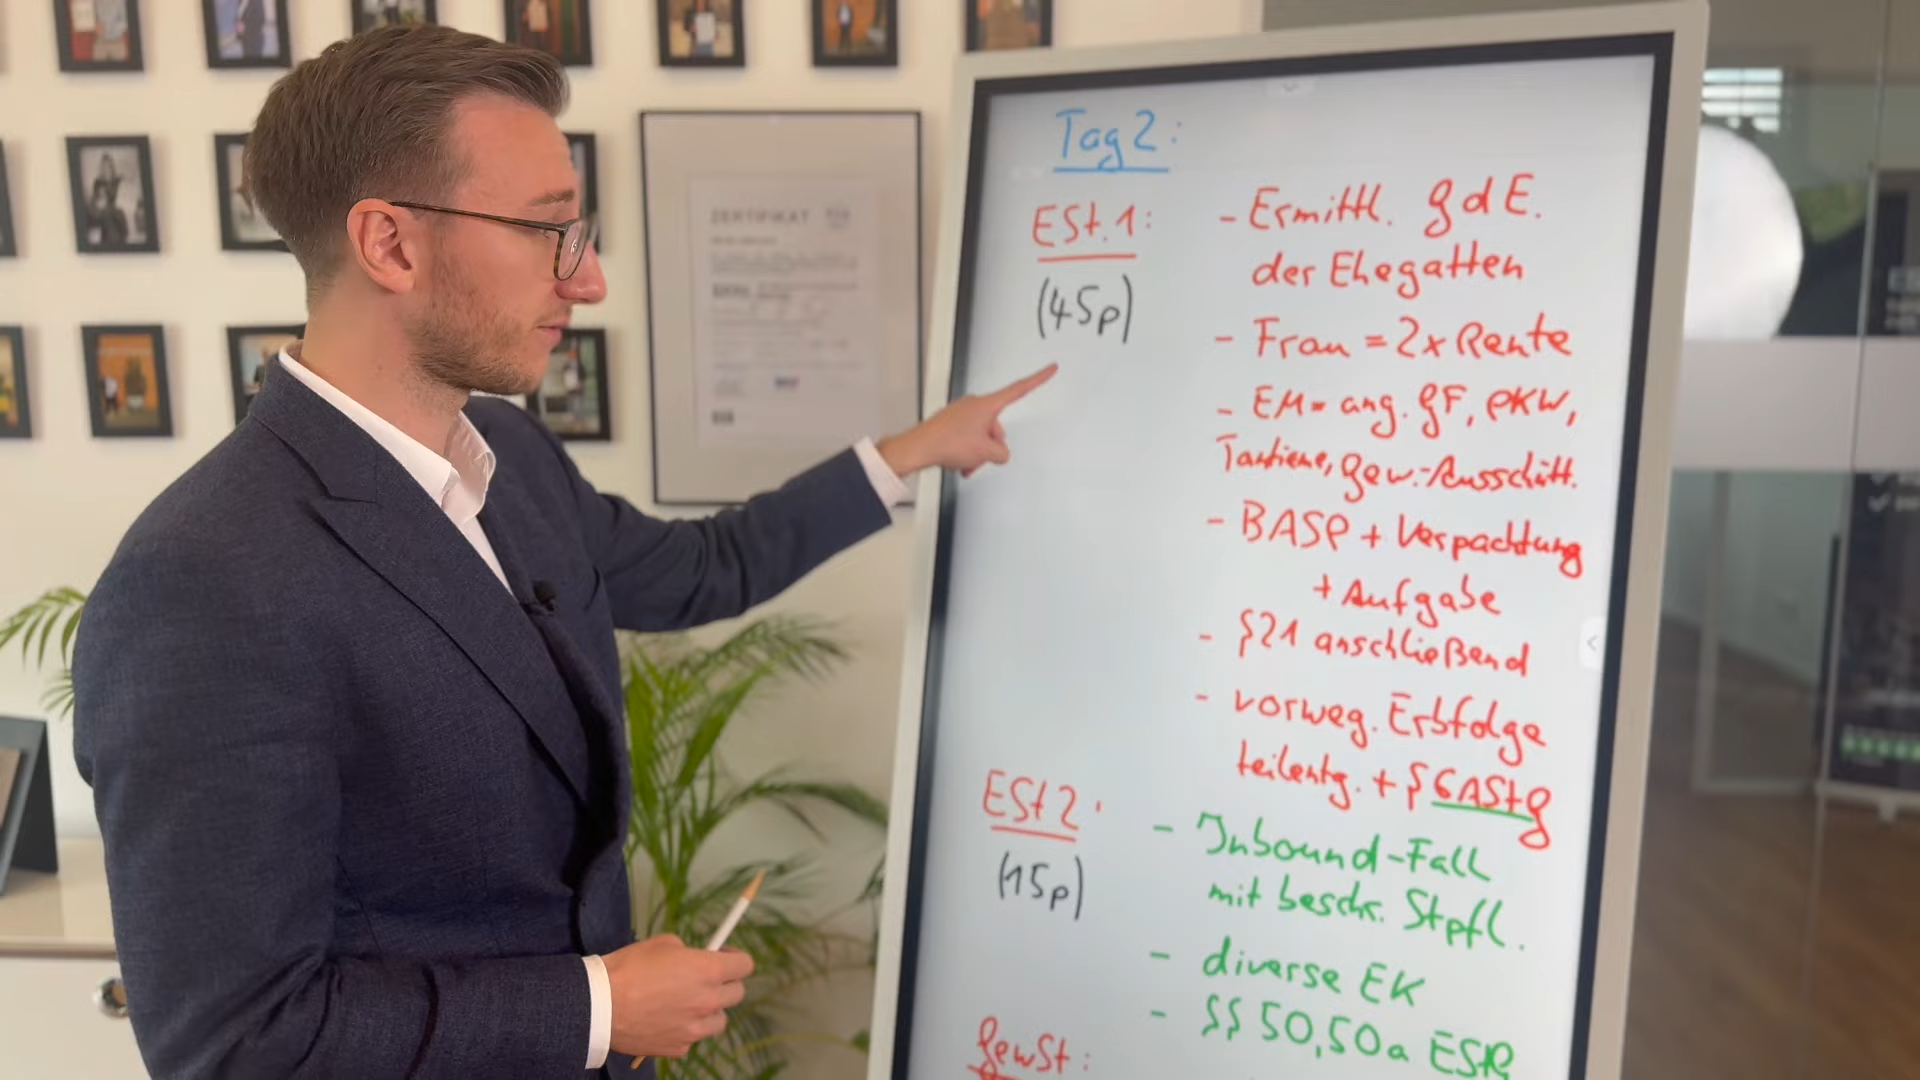 ZERTIFIKAT
Tag 2:
ESt. 1:
(45p)
- Ermittl. GdE.
der Ehegatten
- Frau = 2x Rente
- EM = ang. GF, PKW,
Tantieme, Gew.-Ausschütt.
- BASP + Verpachtung
+ Aufgabe
- §21 anschließend
- vorweg. Erbfolge
teilentg. + § 6AStG
ESt 2:
(15p)
- Inbound-Fall
mit beschr. Stpfl.
- diverse EK
- §§ 50, 50a EStG
GewSt: